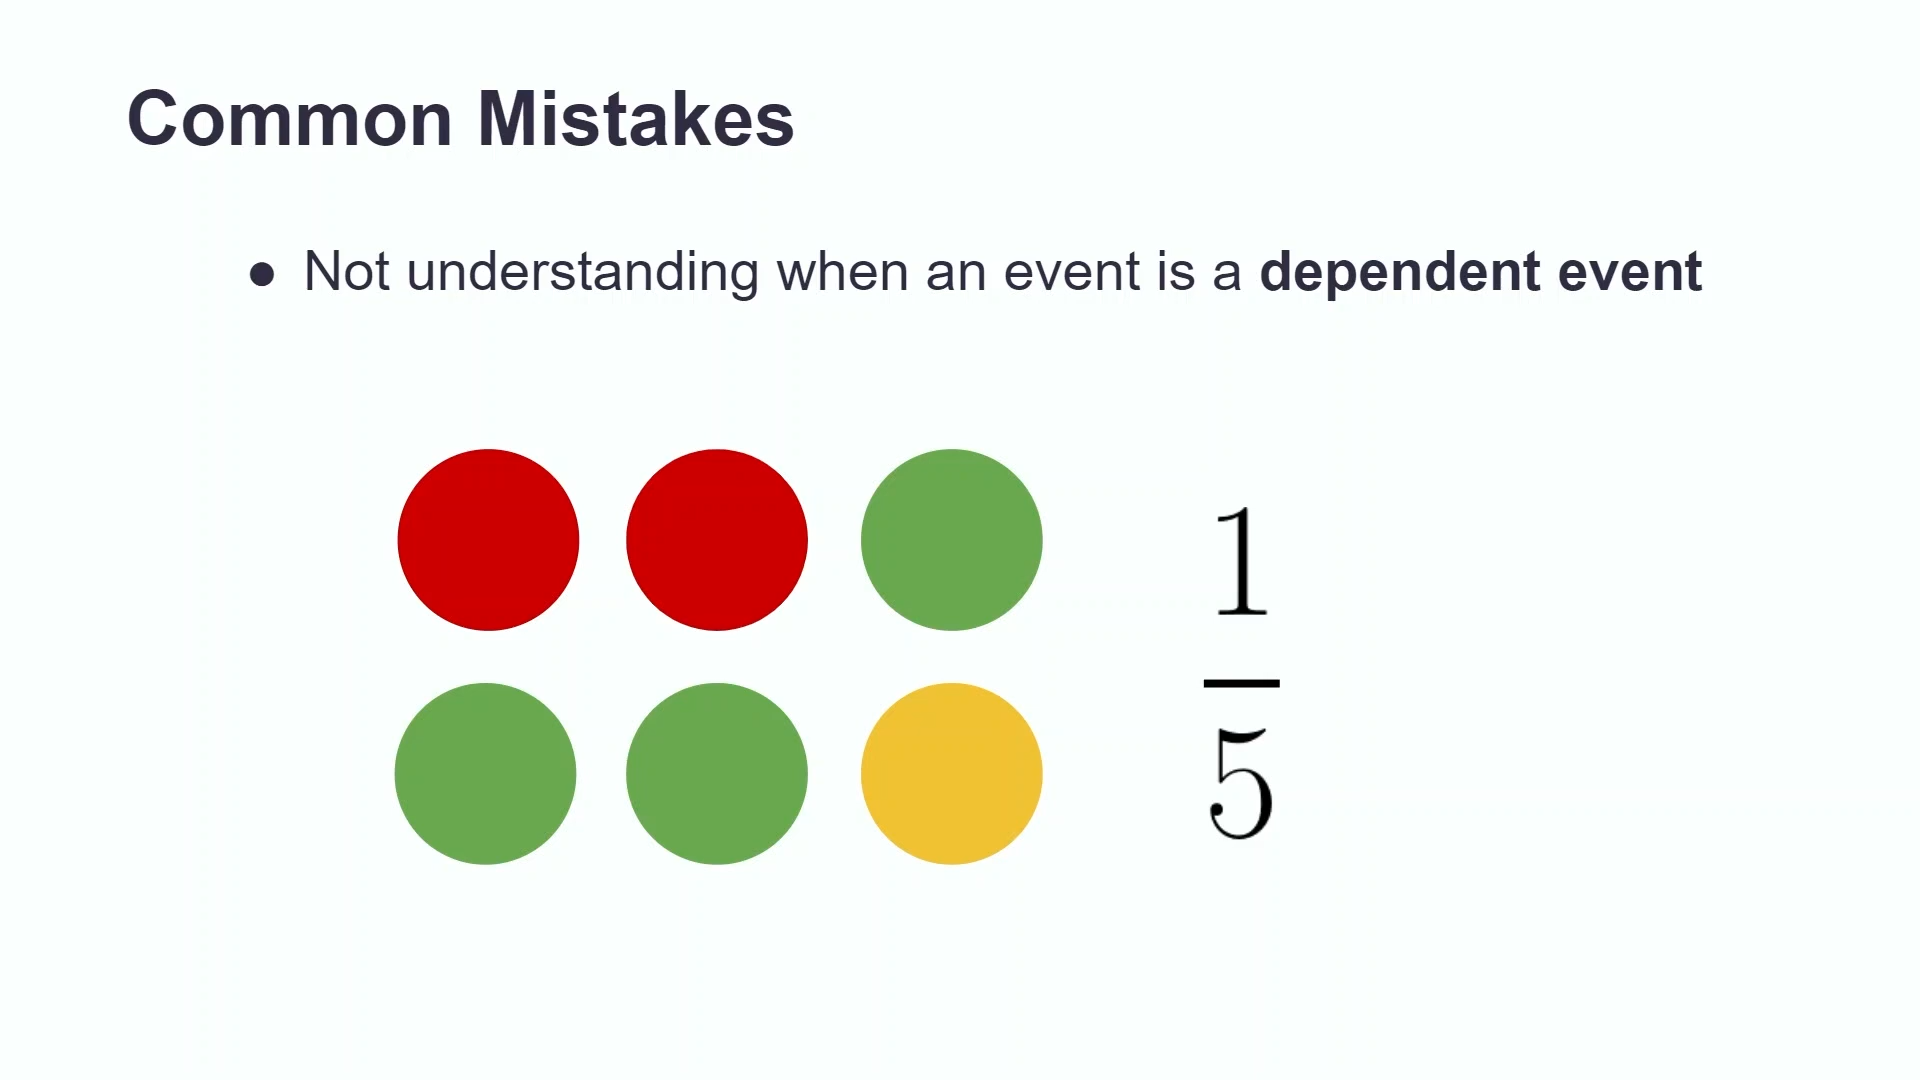 Common Mistakes
● Not understanding when an event is a dependent event
1
5